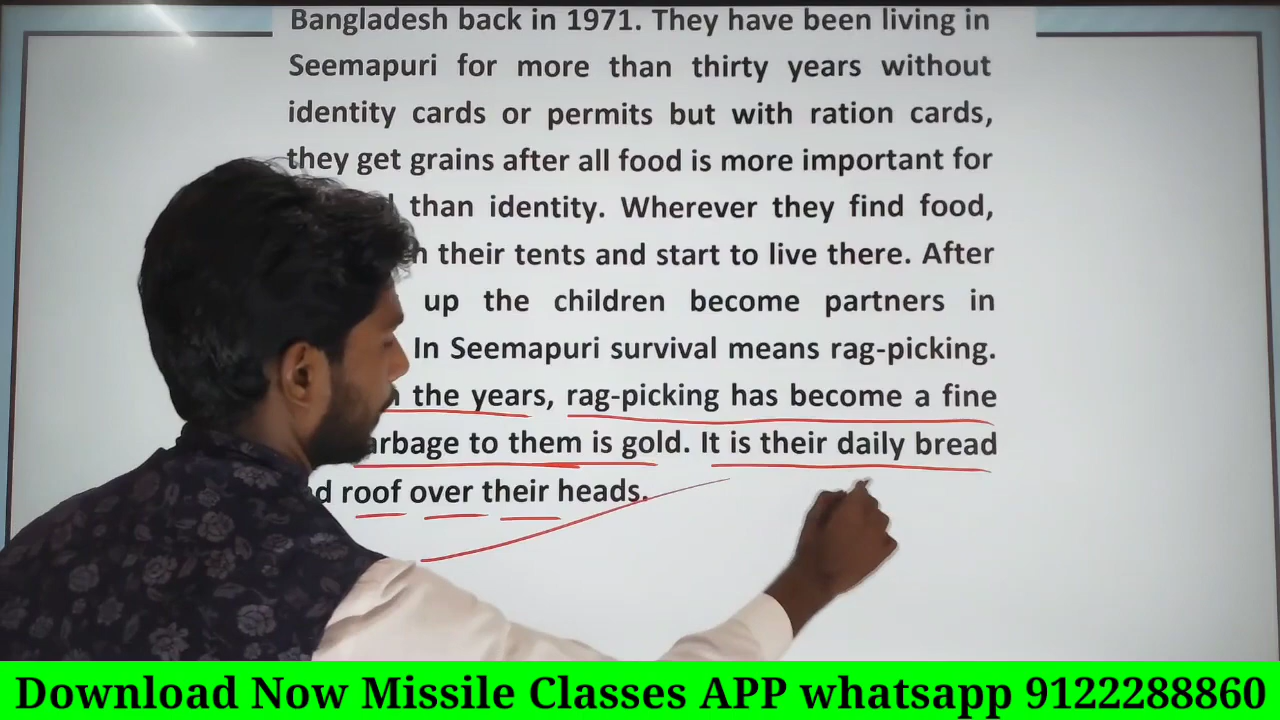 Bangladesh back in 1971. They have been living in
Seemapuri for more than thirty years without
identity cards or permits but with ration cards,
they get grains after all food is more important for
than identity. Wherever they find food,
their tents and start to live there. After
up the children become partners in
In Seemapuri survival means rag-picking.
the years, rag-picking has become a fine
to them is gold. It is their daily bread
roof over their heads.
Download Now Missile Classes APP whatsapp 9122288860